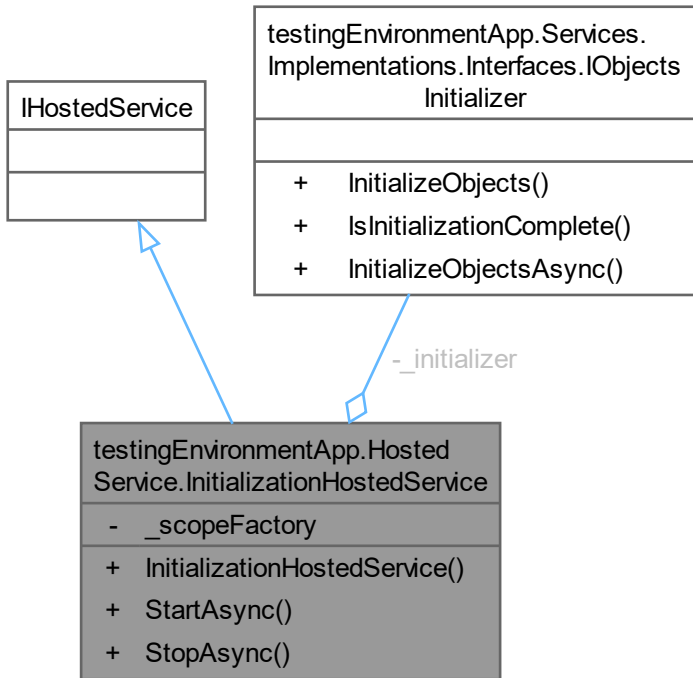 testingEnvironmentApp.Services.
Implementations.Interfaces.IObjects
Initializer
IHostedService
+ InitializeObjects()
+ IsInitializationComplete()
+ InitializeObjectsAsync()
-_initializer
testingEnvironmentApp.Hosted
Service.InitializationHostedService
- _scopeFactory
+ InitializationHostedService()
+ StartAsync()
+ StopAsync()